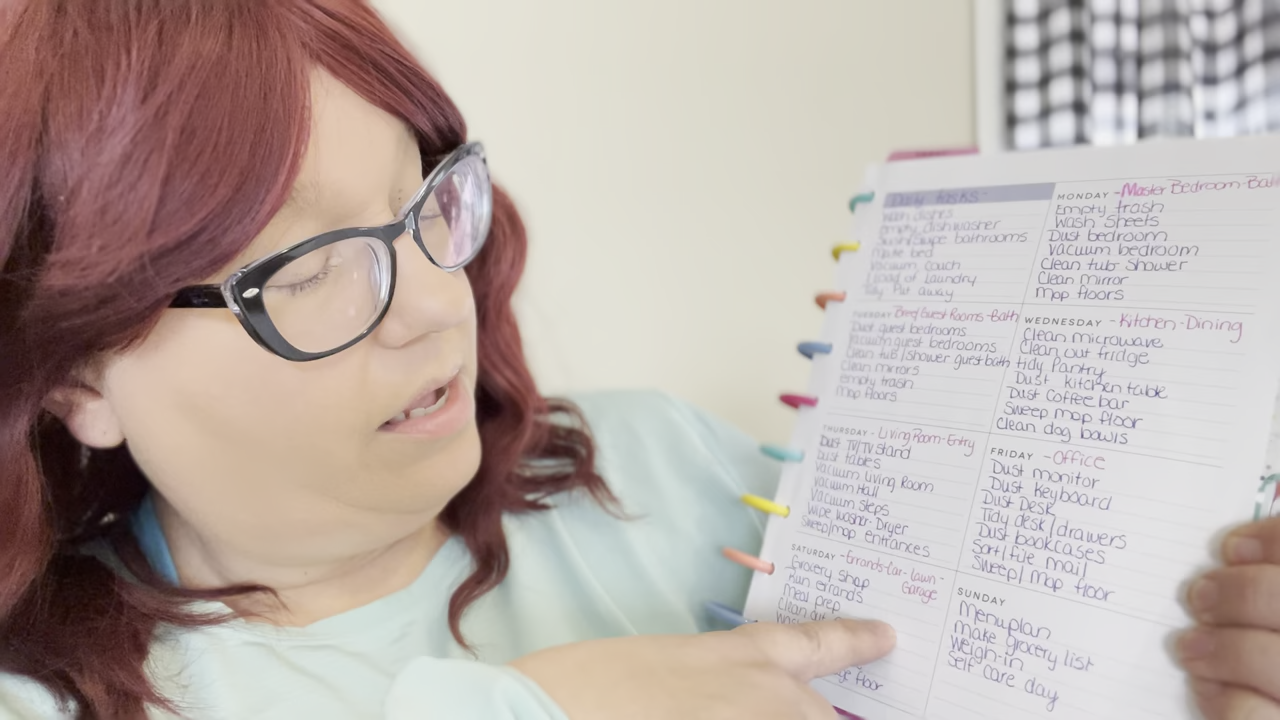 Daily tasks-
Wash dishes
Empty dishwasher
Swish/Swipe bathrooms
Make bed
Vacuum couch
1 load of Laundry
Tidy Put away
MONDAY - Master Bedroom-Bath
Empty trash
Wash Sheets
Dust bedroom
Vacuum bedroom
Clean tub Shower
Clean mirror
Mop floors
TUESDAY Guest Rooms-Bath
Dust guest bedrooms
Vacuum guest bedrooms
Clean tub/shower guest bath
Clean mirrors
Empty trash
Mop floors
WEDNESDAY - Kitchen-Dining
Clean microwave
Clean out fridge
tidy Pantry
Dust kitchen table
Dust Coffee bar
Sweep mop floor
Clean dog bowls
THURSDAY - Living Room-Entry
Dust TV/TV stand
Dust tables
Vacuum Living Room
Vacuum Hall
Vacuum Steps
Wipe washer-Dryer
Sweep/mop entrances
FRIDAY - Office
Dust monitor
Dust Keyboard
Dust Desk
Tidy desk/drawers
Dust bookcases
Sort/file mail
Sweep/ Mop floor
SATURDAY - Errands-Car-Lawn-
Garage
Grocery Shop
Run errands
Meal prep
Clean out
floor
SUNDAY
Menu plan
Make grocery list
Weigh-in
Self care day